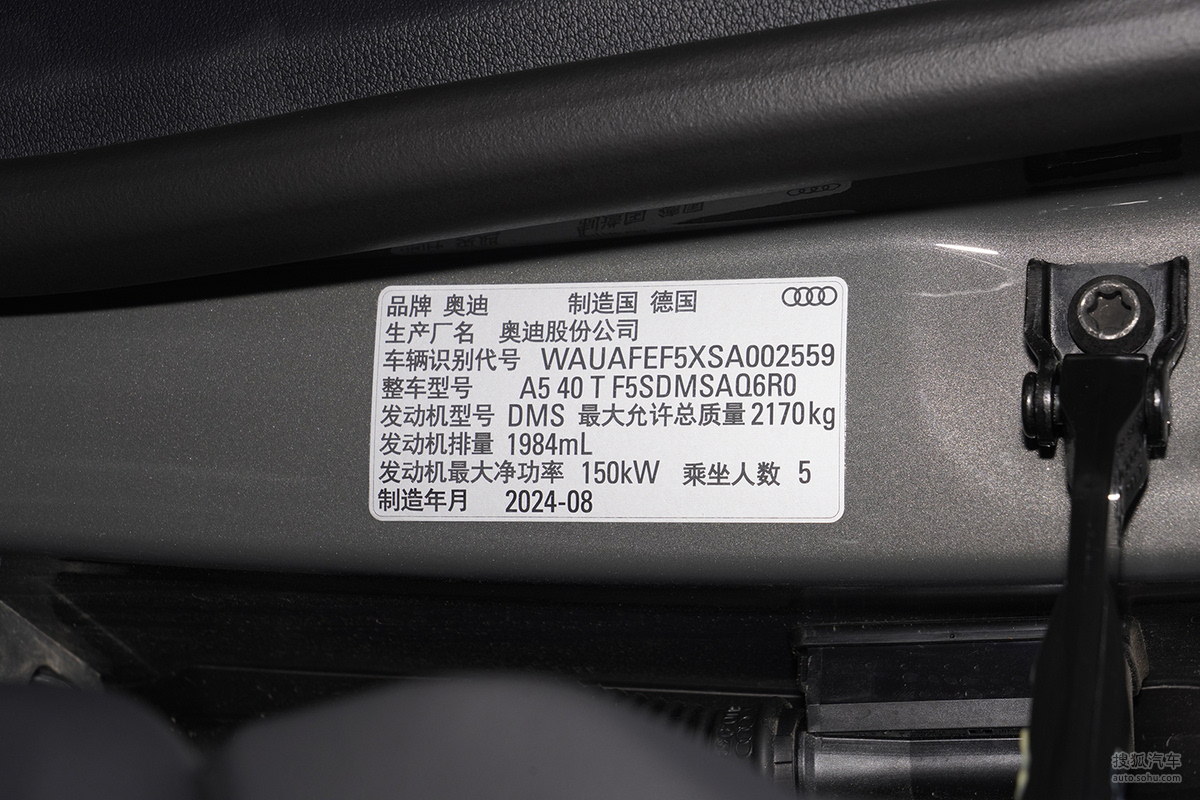 品牌 奥迪 制造国 德国
生产厂名 奥迪股份公司
车辆识别代号 WAUAFEF5XSA002559
整车型号 A5 40 T F5SDMSAQ6R0
发动机型号 DMS 最大允许总质量 2170kg
发动机排量 1984mL
发动机最大净功率 150kW 乘坐人数 5
制造年月 2024-08
搜狐汽车
auto.sohu.com